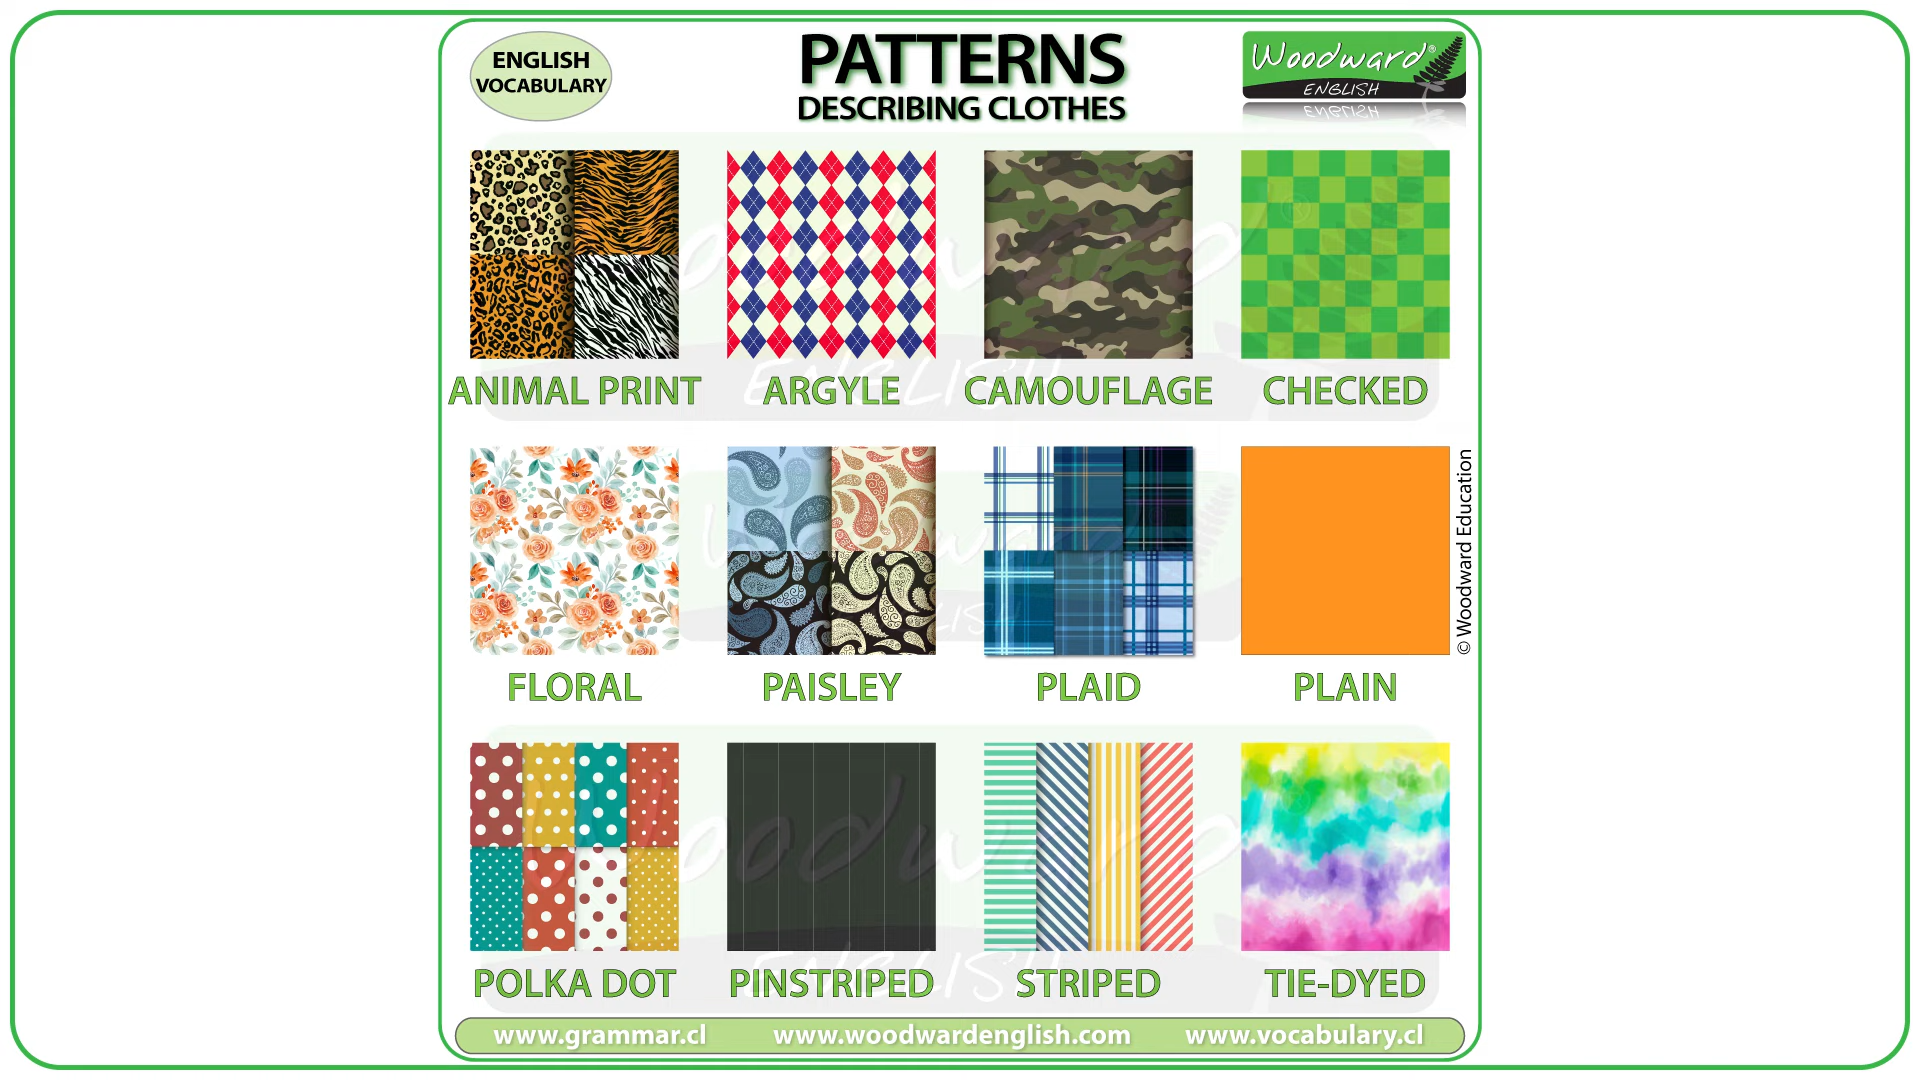 ENGLISH
VOCABULARY
PATTERNS
DESCRIBING CLOTHES
Woodward®
ENGLISH
ANIMAL PRINT
ARGYLE
CAMOUFLAGE
CHECKED
FLORAL
PAISLEY
PLAID
PLAIN
© Woodward Education
POLKA DOT
PINSTRIPED
STRIPED
TIE-DYED
www.grammar.cl
www.woodwardenglish.com
www.vocabulary.cl